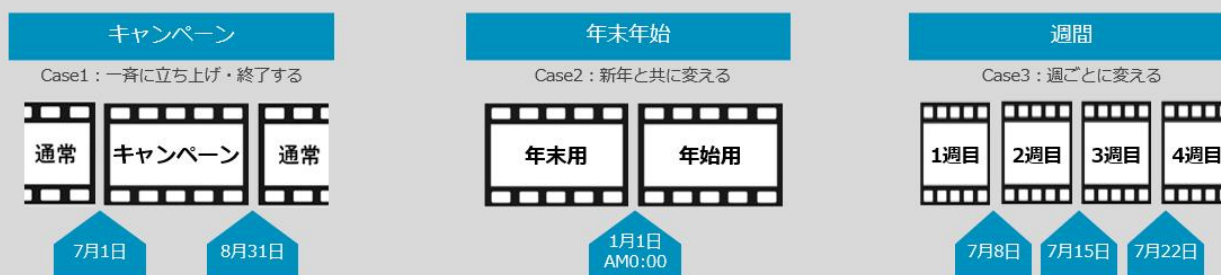 キャンペーン
Case1：一斉に立ち上げ・終了する
通常
キャンペーン
通常
7月1日
8月31日
年末年始
Case2：新年と共に変える
年末用
年始用
1月1日
AM0:00
週間
Case3：週ごとに変える
1週目
2週目
3週目
4週目
7月8日
7月15日
7月22日